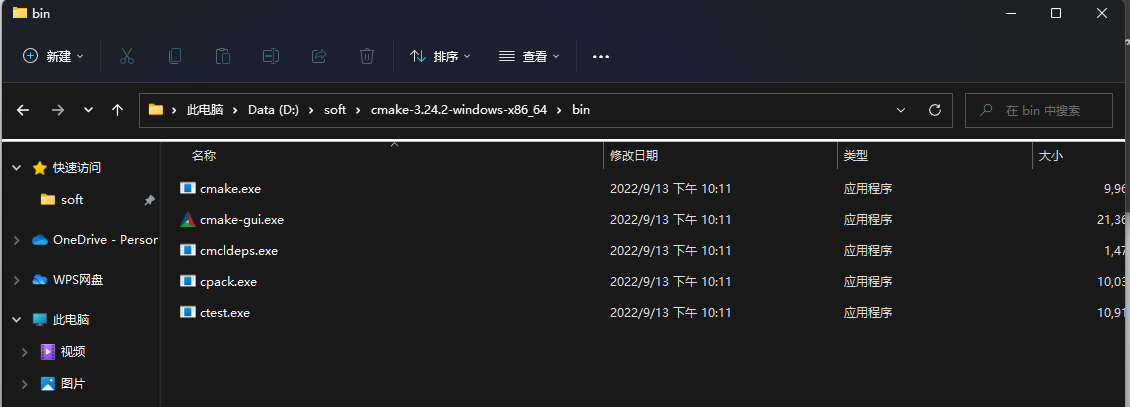 bin
新建 排序 查看
此电脑 Data (D:) soft cmake-3.24.2-windows-x86_64 bin 在 bin 中搜索
名称 修改日期 类型 大小
快速访问
soft
OneDrive - Person
WPS网盘
此电脑
视频
图片
cmake.exe 2022/9/13 下午 10:11 应用程序 9,96
cmake-gui.exe 2022/9/13 下午 10:11 应用程序 21,36
cmcldeps.exe 2022/9/13 下午 10:11 应用程序 1,47
cpack.exe 2022/9/13 下午 10:11 应用程序 10,03
ctest.exe 2022/9/13 下午 10:11 应用程序 10,91